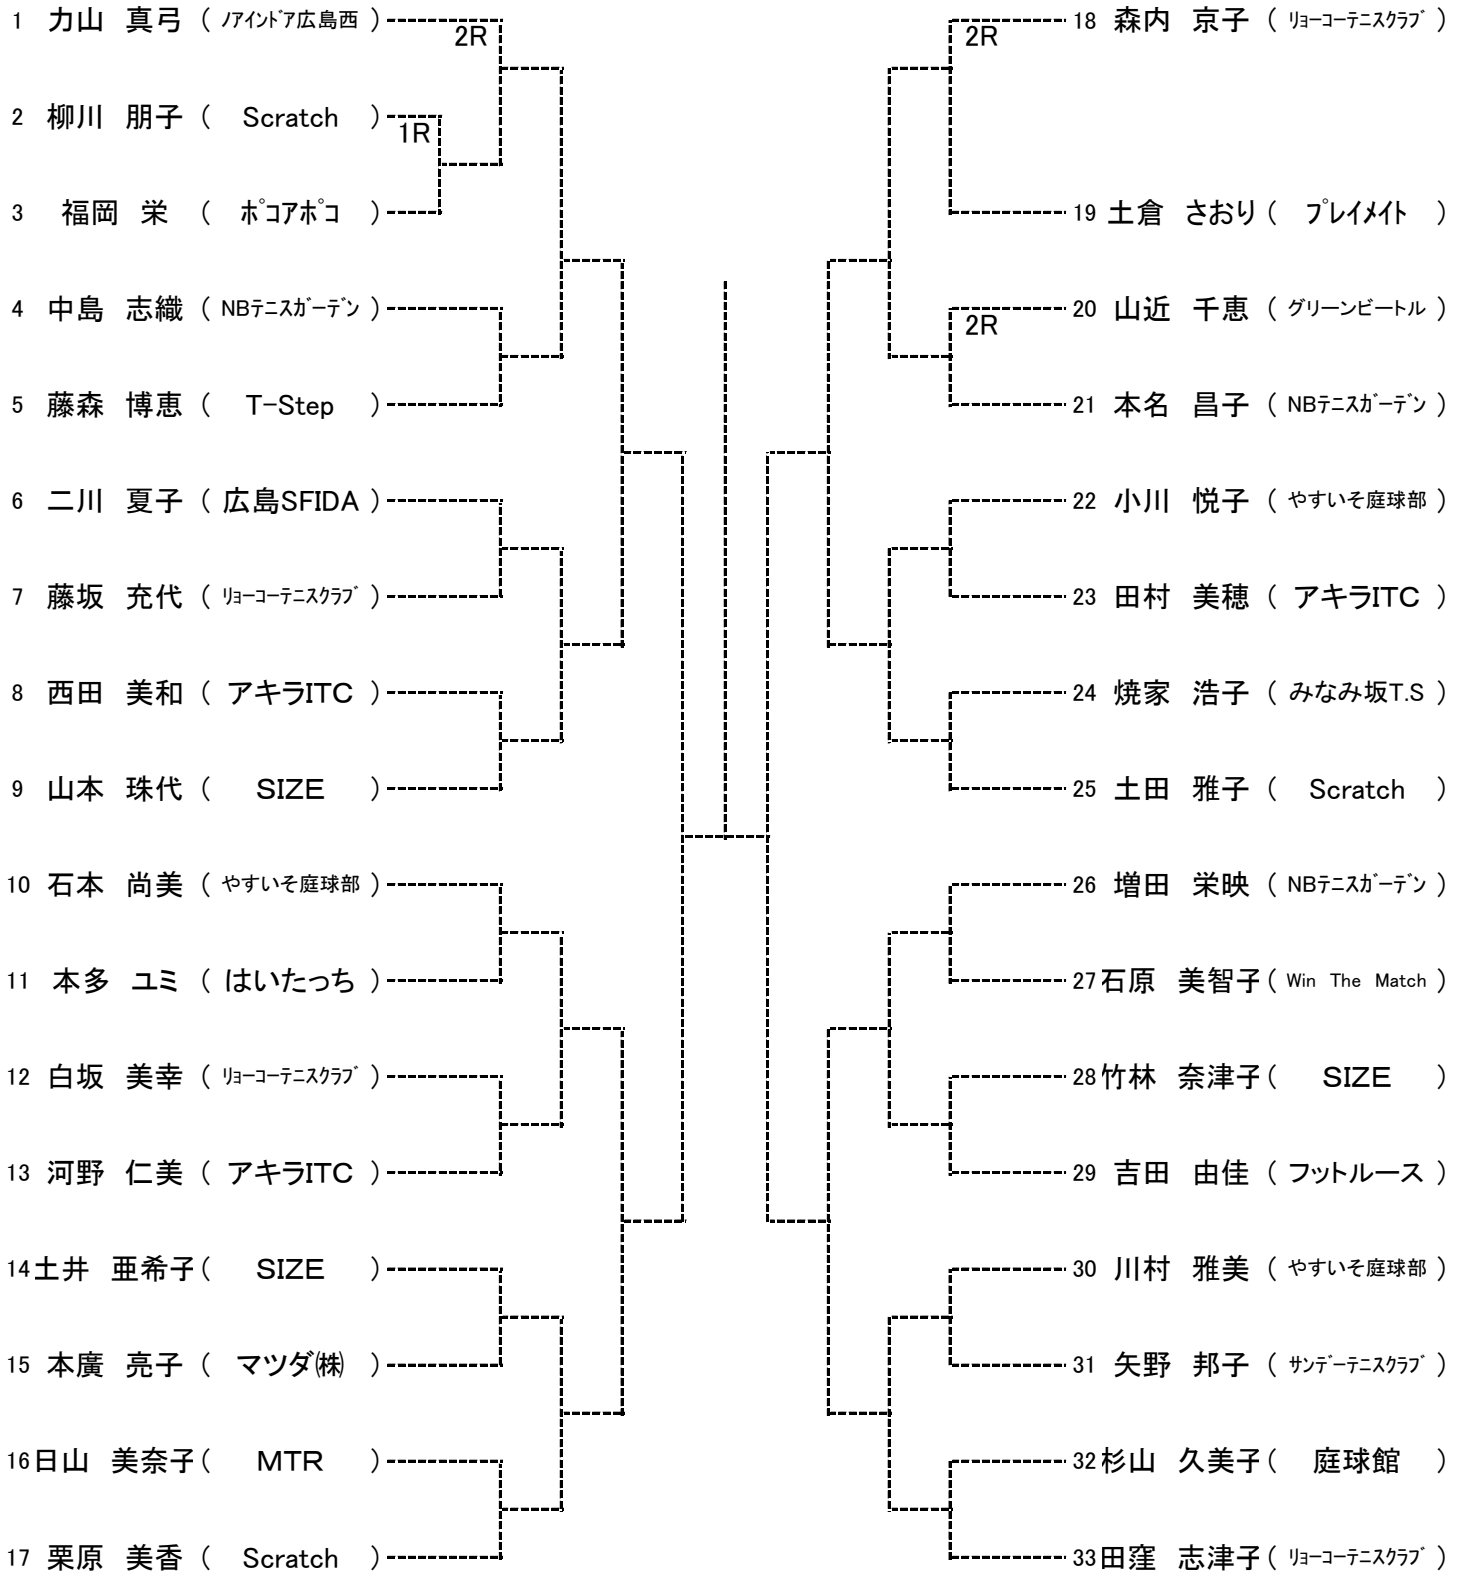 1 力山 真弓 ( ﾉｱｲﾝﾄﾞｱ広島西 )
2R
2 柳川 朋子 ( Scratch )
1R
3 福岡 栄 ( ﾎﾟｺｱﾎﾟｺ )
4 中島 志織 ( NBﾃﾆｽｶﾞｰﾃﾞﾝ )
5 藤森 博恵 ( T-Step )
6 二川 夏子 ( 広島SFIDA )
7 藤坂 充代 ( ﾘｮｰｺｰﾃﾆｽｸﾗﾌﾞ )
8 西田 美和 ( アキラITC )
9 山本 珠代 ( SIZE )
10 石本 尚美 ( やすいそ庭球部 )
11 本多 ユミ ( はいたっち )
12 白坂 美幸 ( ﾘｮｰｺｰﾃﾆｽｸﾗﾌﾞ )
13 河野 仁美 ( アキラITC )
14 土井 亜希子 ( SIZE )
15 本廣 亮子 ( マツダ㈱ )
16 日山 美奈子 ( MTR )
17 栗原 美香 ( Scratch )
18 森内 京子 ( ﾘｮｰｺｰﾃﾆｽｸﾗﾌﾞ )
2R
19 土倉 さおり ( プレイメイト )
20 山近 千恵 ( グリーンビートル )
2R
21 本名 昌子 ( NBﾃﾆｽｶﾞｰﾃﾞﾝ )
22 小川 悦子 ( やすいそ庭球部 )
23 田村 美穂 ( アキラITC )
24 焼家 浩子 ( みなみ坂T.S )
25 土田 雅子 ( Scratch )
26 増田 栄映 ( NBﾃﾆｽｶﾞｰﾃﾞﾝ )
27 石原 美智子 ( Win The Match )
28 竹林 奈津子 ( SIZE )
29 吉田 由佳 ( フットルース )
30 川村 雅美 ( やすいそ庭球部 )
31 矢野 邦子 ( ｻﾝﾃﾞｰﾃﾆｽｸﾗﾌﾞ )
32 杉山 久美子 ( 庭球館 )
33 田窪 志津子 ( ﾘｮｰｺｰﾃﾆｽｸﾗﾌﾞ )